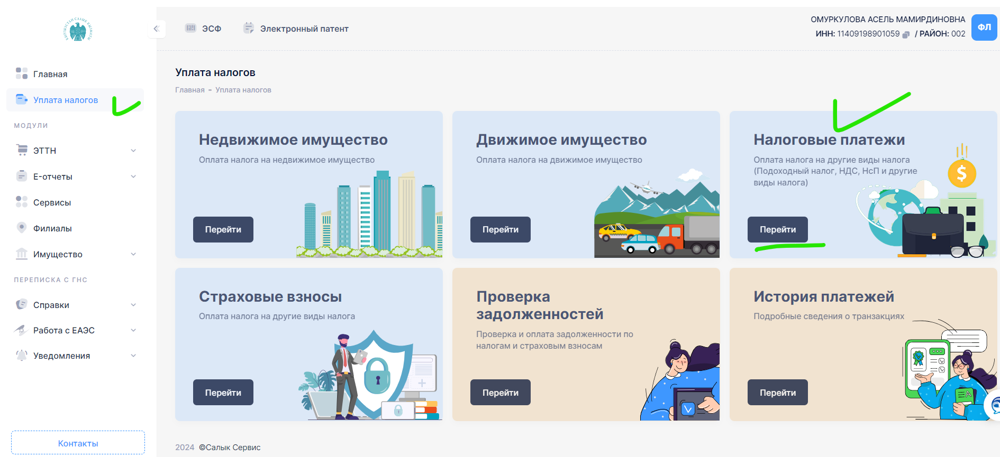 КЫРГЫЗСТАН САЛЫК КЫЗМАТЫ
ЭСФ
Электронный патент
ОМУРКУЛОВА АСЕЛЬ МАМИРДИНОВНА
ИНН: 11409198901059 / РАЙОН: 002
ФЛ
Главная
Уплата налогов
МОДУЛИ
ЭТТН
Е-отчеты
Сервисы
Филиалы
Имущество
ПЕРЕПИСКА С ГНС
Справки
Работа с ЕАЭС
Уведомления
Контакты
Уплата налогов
Главная - Уплата налогов
Недвижимое имущество
Оплата налога на недвижимое имущество
Перейти
Движимое имущество
Оплата налога на движимое имущество
Перейти
Налоговые платежи
Оплата налога на другие виды налога
(Подоходный налог, НДС, НсП и другие
виды налога)
$
Перейти
Страховые взносы
Оплата налога на другие виды налога
Перейти
Проверка
задолженностей
Проверка и оплата задолженности по
налогам и страховым взносам
Перейти
История платежей
Подробные сведения о транзакциях
A
Перейти
2024 ©Салык Сервис